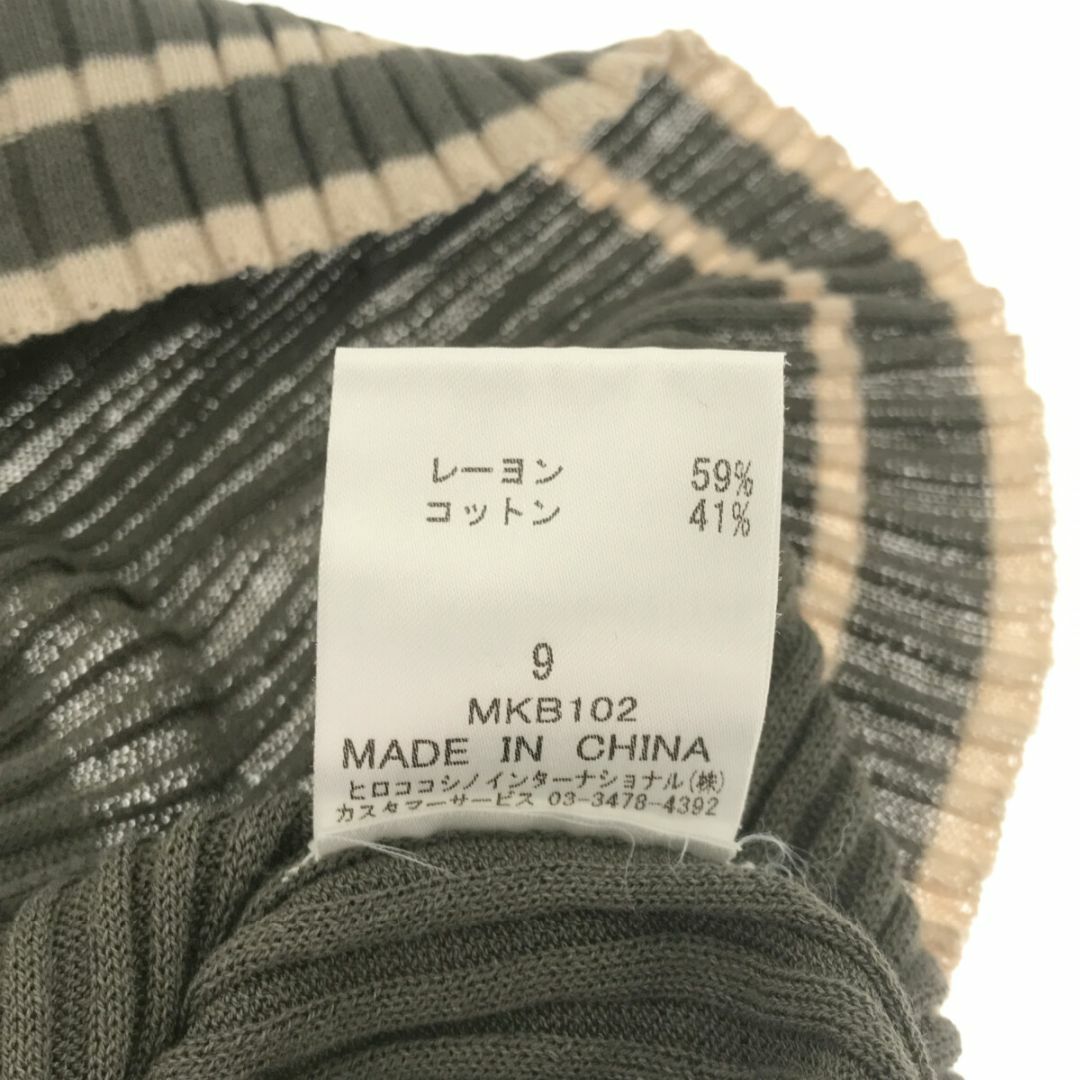 レーヨン 59%
コットン 41%
9
MKB102
MADE IN CHINA
ヒロココシノインターナショナル(株)
カスタマーサービス 03-3478-4392